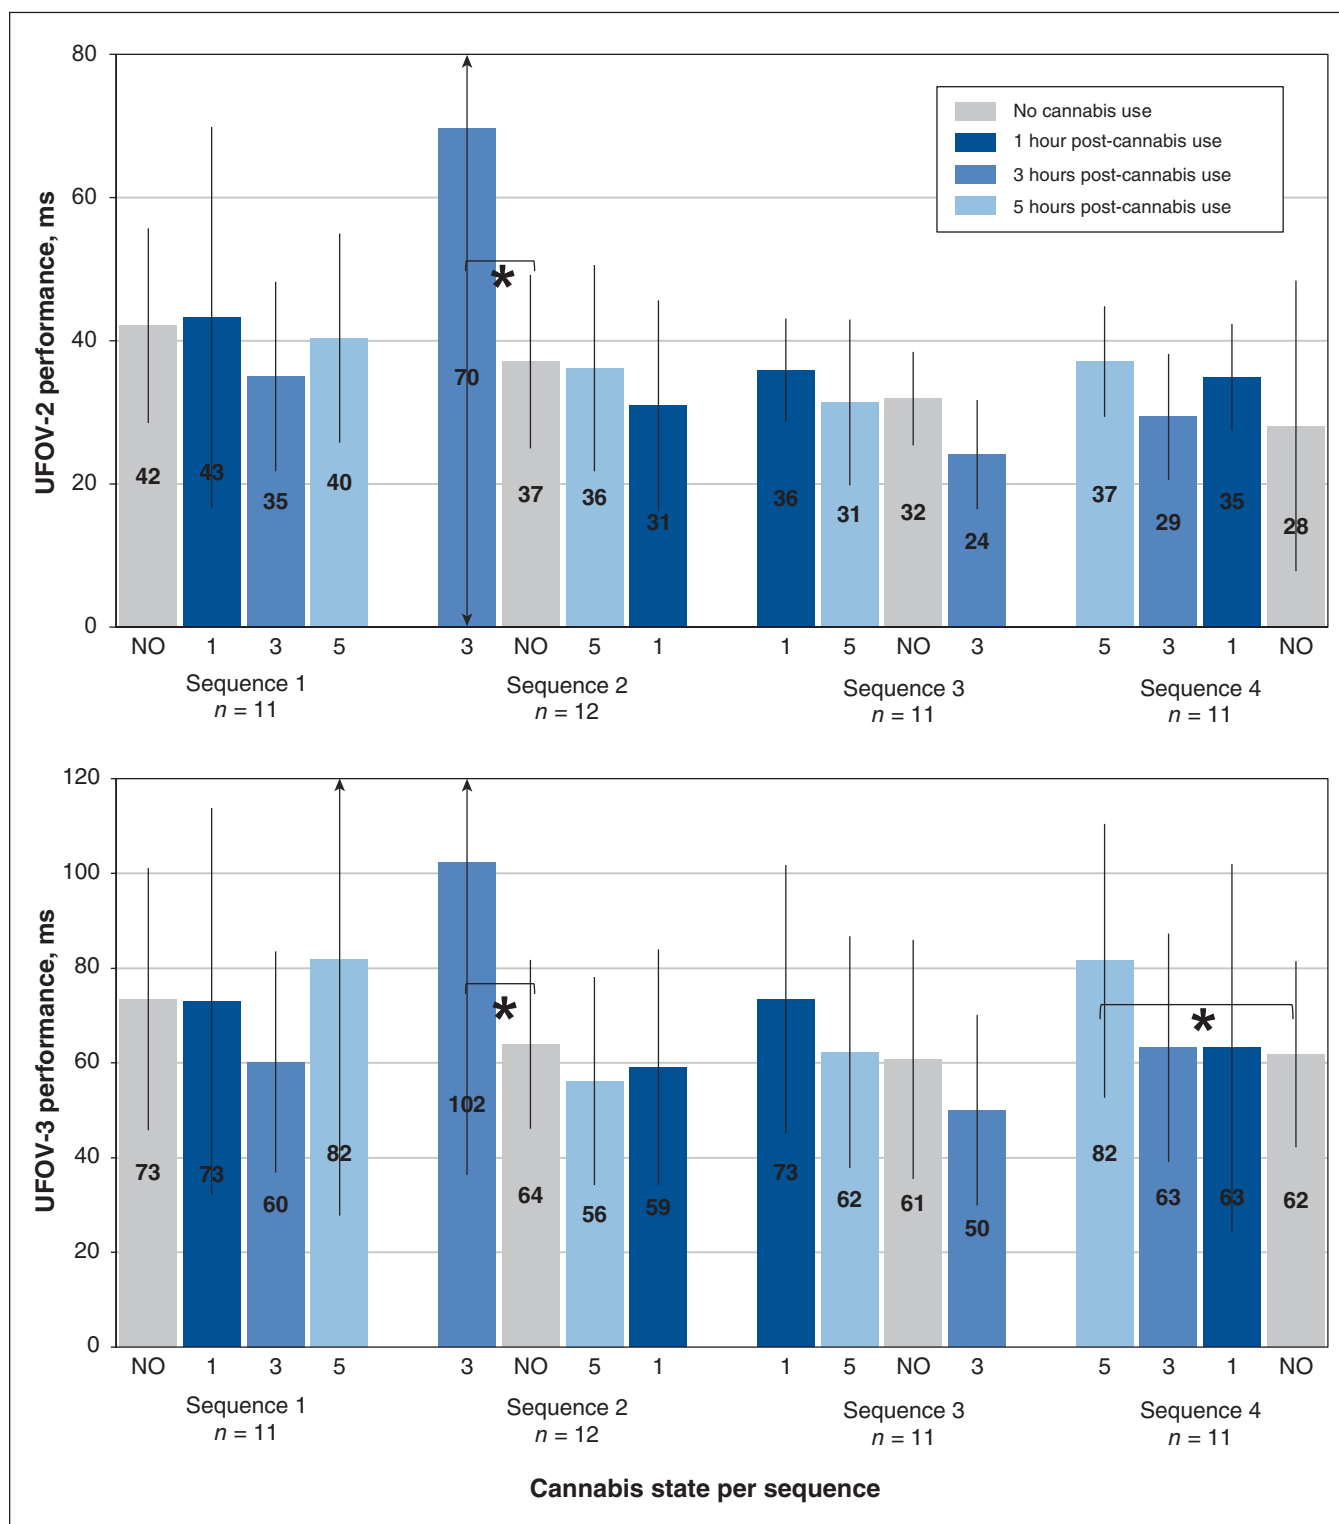 80
60
40
20
0
UFOV-2 performance, ms
No cannabis use
1 hour post-cannabis use
3 hours post-cannabis use
5 hours post-cannabis use
*
42 43 35 40 70 37 36 31 36 31 32 24 37 29 35 28
NO 1 3 5 3 NO 5 1 1 5 NO 3 5 3 1 NO
Sequence 1 Sequence 2 Sequence 3 Sequence 4
n = 11 n = 12 n = 11 n = 11
120
100
80
60
40
20
0
UFOV-3 performance, ms
* *
73 73 60 82 102 64 56 59 73 62 61 50 82 63 63 62
NO 1 3 5 3 NO 5 1 1 5 NO 3 5 3 1 NO
Sequence 1 Sequence 2 Sequence 3 Sequence 4
n = 11 n = 12 n = 11 n = 11
Cannabis state per sequence